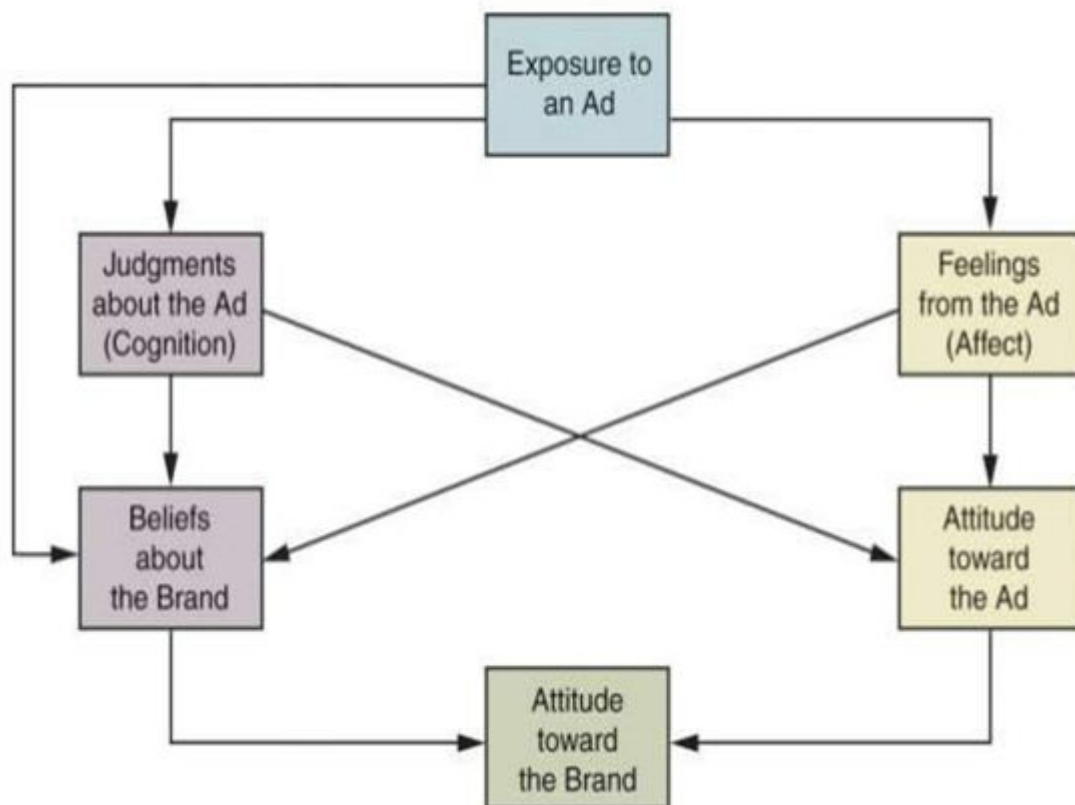 Exposure to
an Ad
Judgments
about the Ad
(Cognition)
Feelings
from the Ad
(Affect)
Beliefs
about
the Brand
Attitude
toward
the Ad
Attitude
toward
the Brand